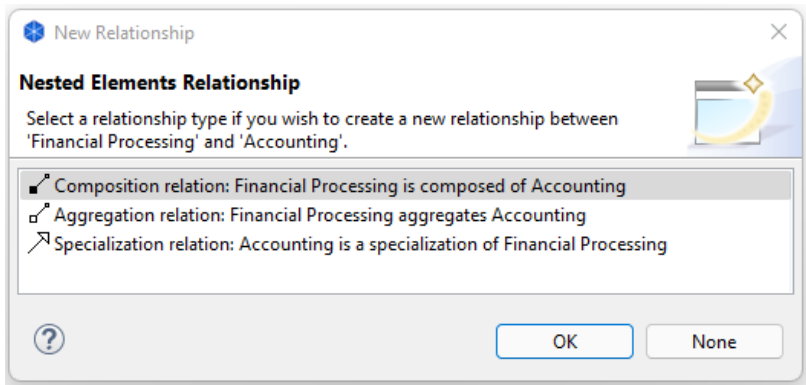 New Relationship
Nested Elements Relationship
Select a relationship type if you wish to create a new relationship between
'Financial Processing' and 'Accounting'.
Composition relation: Financial Processing is composed of Accounting
Aggregation relation: Financial Processing aggregates Accounting
Specialization relation: Accounting is a specialization of Financial Processing
?
OK
None